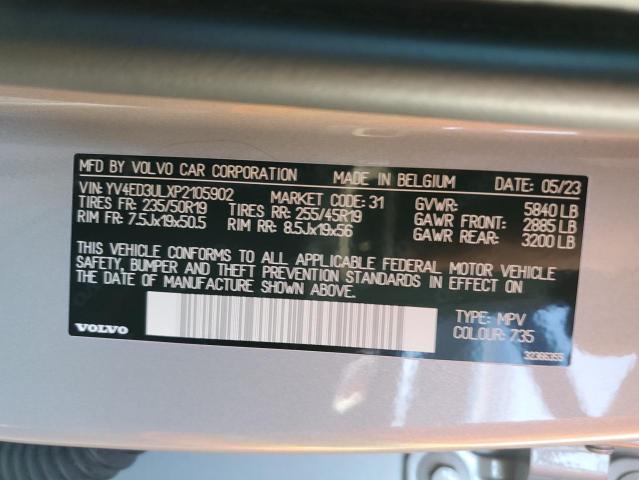 MFD BY VOLVO CAR CORPORATION MADE IN BELGIUM DATE: 05/23
VIN: YV4ED3ULXP2105902 MARKET CODE: 31 GVWR: 5840 LB
TIRES FR: 235/50R19 TIRES RR: 255/45R19 GAWR FRONT: 2885 LB
RIM FR: 7.5Jx19x50.5 RIM RR: 8.5Jx19x56 GAWR REAR: 3200 LB
THIS VEHICLE CONFORMS TO ALL APPLICABLE FEDERAL MOTOR VEHICLE
SAFETY, BUMPER AND THEFT PREVENTION STANDARDS IN EFFECT ON
THE DATE OF MANUFACTURE SHOWN ABOVE.
TYPE: MPV
COLOUR: 735
VOLVO